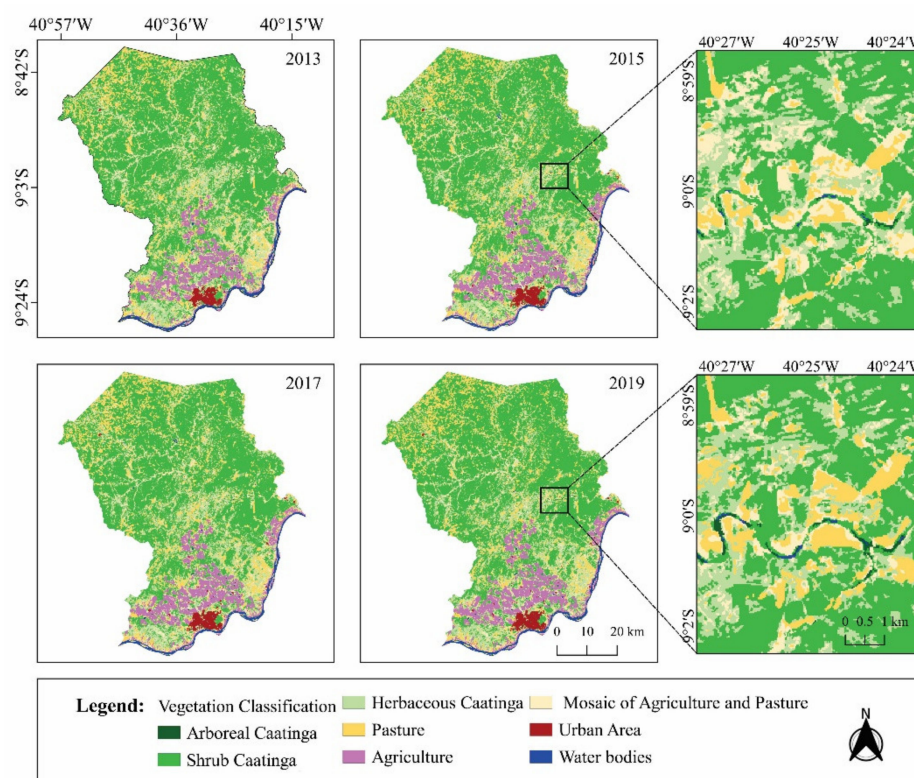 40°57'W 40°36'W 40°15'W
40°27'W 40°25'W 40°24'W
2013
2015
8°42'S
9°3'S
9°24'S
8°59'S
9°0'S
9°2'S
2017
2019
40°27'W 40°25'W 40°24'W
8°59'S
9°0'S
9°2'S
0 10 20 km
0 0.5 1 km
Legend: Vegetation Classification
Arboreal Caatinga
Shrub Caatinga
Herbaceous Caatinga
Pasture
Agriculture
Mosaic of Agriculture and Pasture
Urban Area
Water bodies
N